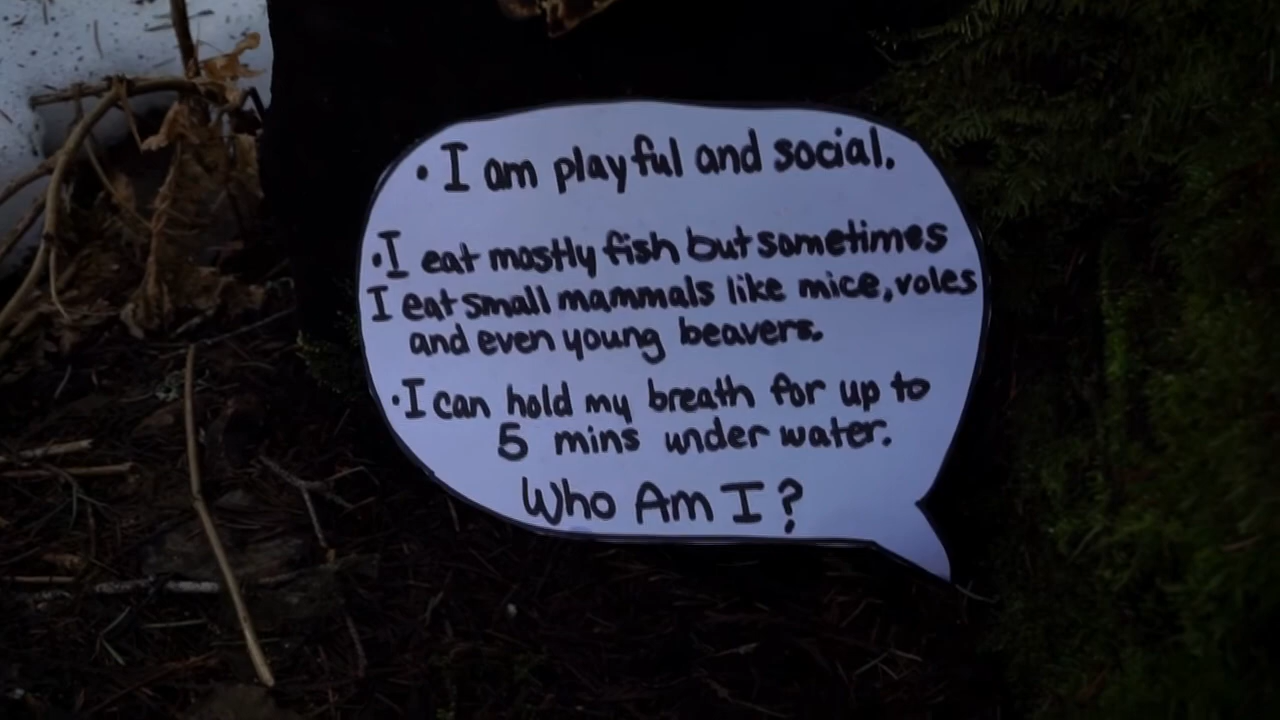 • I am playful and social.
• I eat mostly fish but sometimes
I eat small mammals like mice, voles
and even young beavers.
• I can hold my breath for up to
5 mins under water.
Who Am I?